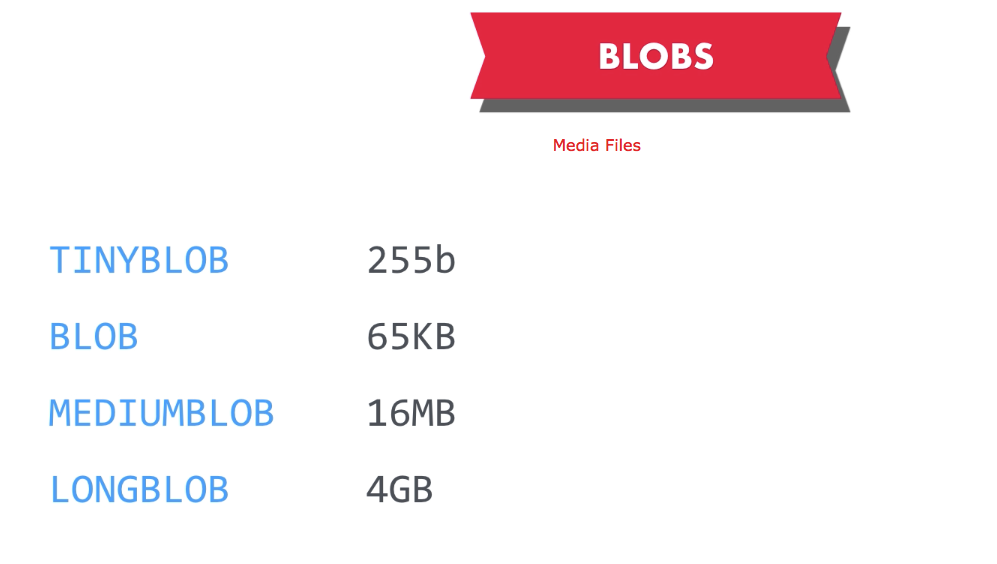 BLOBS
Media Files
TINYBLOB 255b
BLOB 65KB
MEDIUMBLOB 16MB
LONGBLOB 4GB